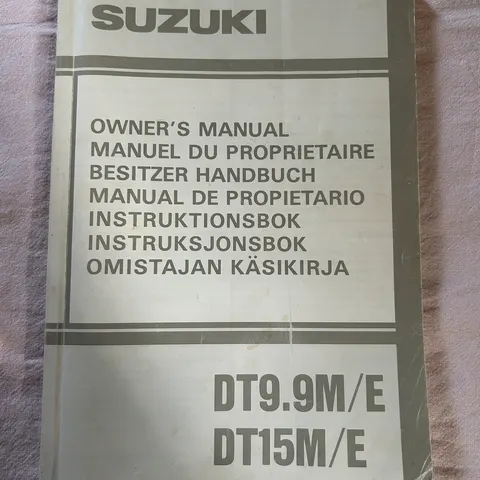 SUZUKI
OWNER'S MANUAL
MANUEL DU PROPRIETAIRE
BESITZER HANDBUCH
MANUAL DE PROPIETARIO
INSTRUKTIONSBOK
INSTRUKSJONSBOK
OMISTAJAN KÄSIKIRJA
DT9.9M/E
DT15M/E